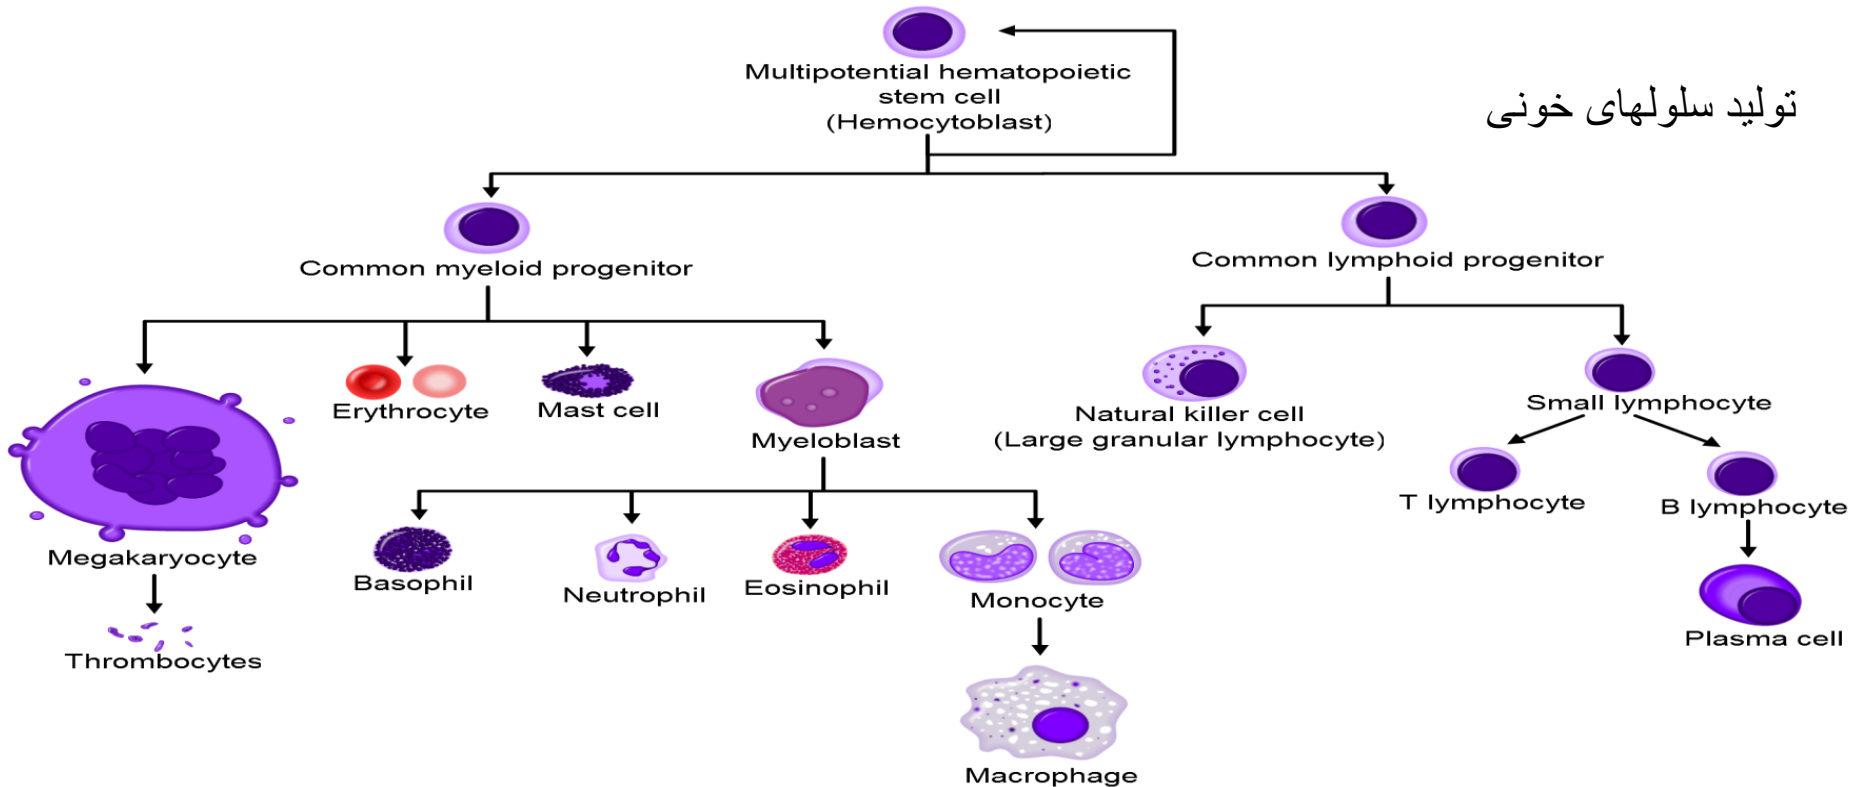 Multipotential hematopoietic
stem cell
(Hemocytoblast)
تولید سلولهای خونی
Common myeloid progenitor
Common lymphoid progenitor
Erythrocyte
Mast cell
Myeloblast
Natural killer cell
(Large granular lymphocyte)
Small lymphocyte
T lymphocyte
B lymphocyte
Megakaryocyte
Basophil
Neutrophil
Eosinophil
Monocyte
Plasma cell
Thrombocytes
Macrophage